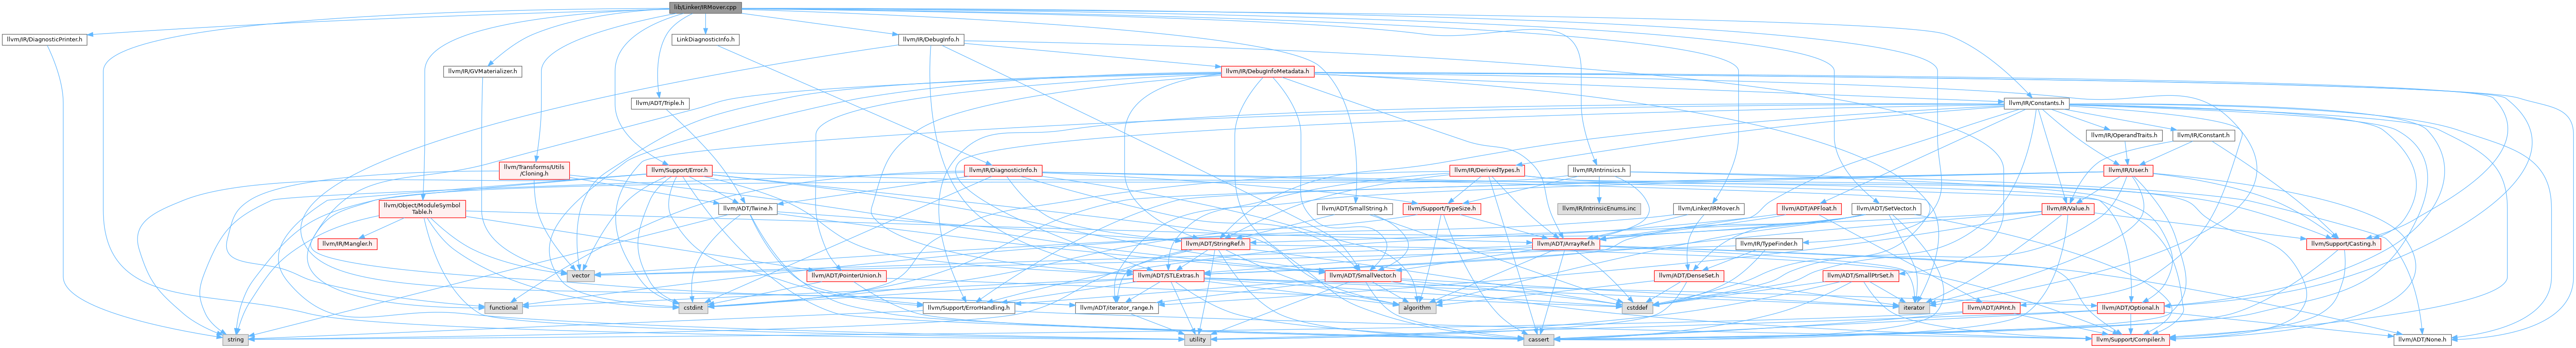 lib/Linker/IRMover.cpp
llvm/IR/DiagnosticPrinter.h
LinkDiagnosticInfo.h
llvm/IR/DebugInfo.h
llvm/IR/GVMaterializer.h
llvm/IR/DebugInfoMetadata.h
llvm/ADT/Triple.h
llvm/IR/Constants.h
llvm/IR/OperandTraits.h
llvm/IR/Constant.h
llvm/Transforms/Utils
/Cloning.h
llvm/Support/Error.h
llvm/IR/DiagnosticInfo.h
llvm/IR/DerivedTypes.h
llvm/IR/Intrinsics.h
llvm/IR/User.h
llvm/Object/ModuleSymbol
Table.h
llvm/ADT/Twine.h
llvm/ADT/SmallString.h
llvm/Support/TypeSize.h
llvm/IR/IntrinsicEnums.inc
llvm/Linker/IRMover.h
llvm/ADT/APFloat.h
llvm/ADT/SetVector.h
llvm/IR/Value.h
llvm/IR/Mangler.h
llvm/ADT/StringRef.h
llvm/ADT/ArrayRef.h
llvm/IR/TypeFinder.h
llvm/Support/Casting.h
vector
llvm/ADT/PointerUnion.h
llvm/ADT/STLExtras.h
llvm/ADT/SmallVector.h
llvm/ADT/DenseSet.h
llvm/ADT/SmallPtrSet.h
functional
cstdint
llvm/Support/ErrorHandling.h
llvm/ADT/iterator_range.h
algorithm
cstddef
iterator
llvm/ADT/APInt.h
llvm/ADT/Optional.h
string
utility
cassert
llvm/Support/Compiler.h
llvm/ADT/None.h